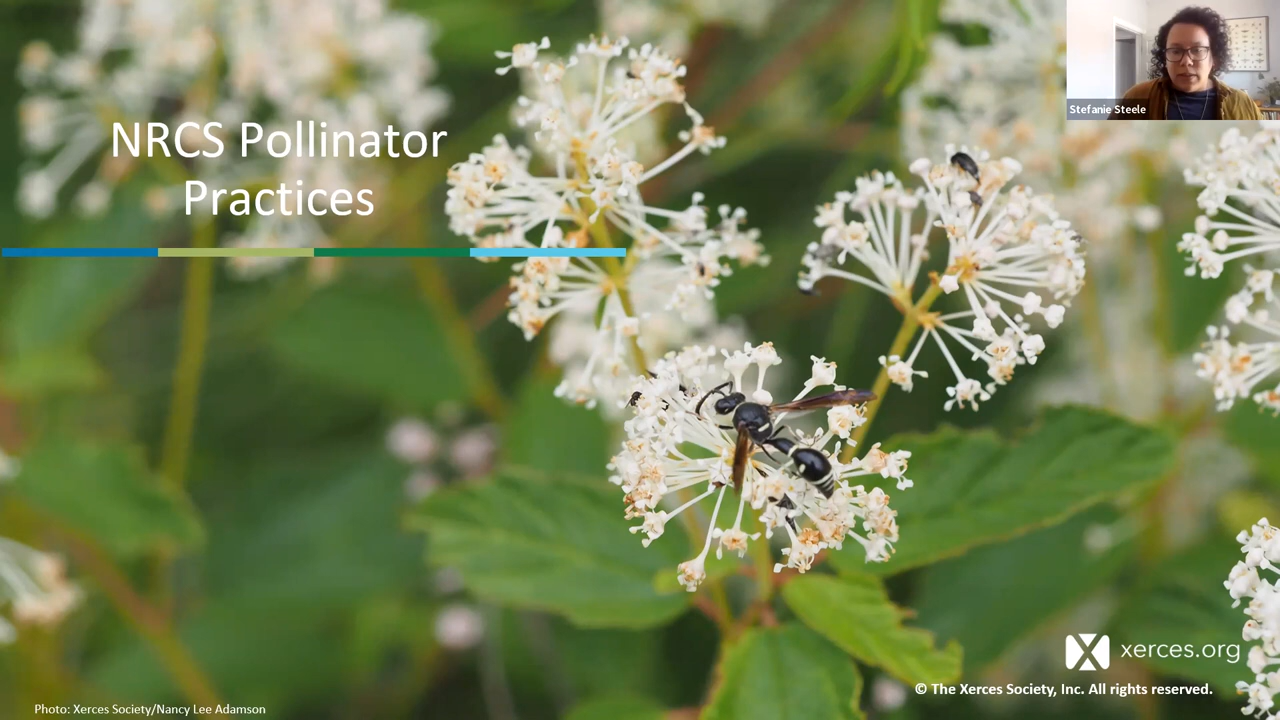 NRCS Pollinator
Practices
Stefanie Steele
xerces.org
© The Xerces Society, Inc. All rights reserved.
Photo: Xerces Society/Nancy Lee Adamson